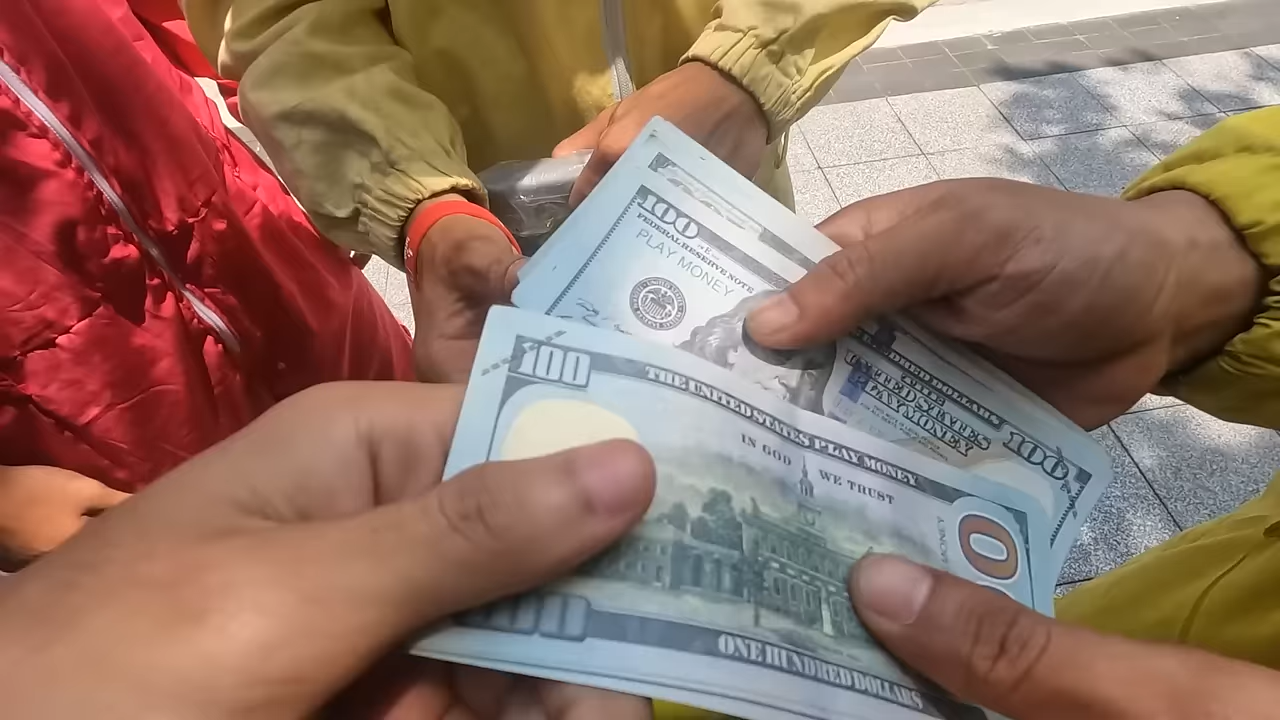 100
FEDERAL RESERVE NOTE
PLAY MONEY
UNITED STATES
PLAY MONEY
100
100
THE UNITED STATES PLAY MONEY
IN GOD WE TRUST
MONEY
0
ONE HUNDRED DOLLARS